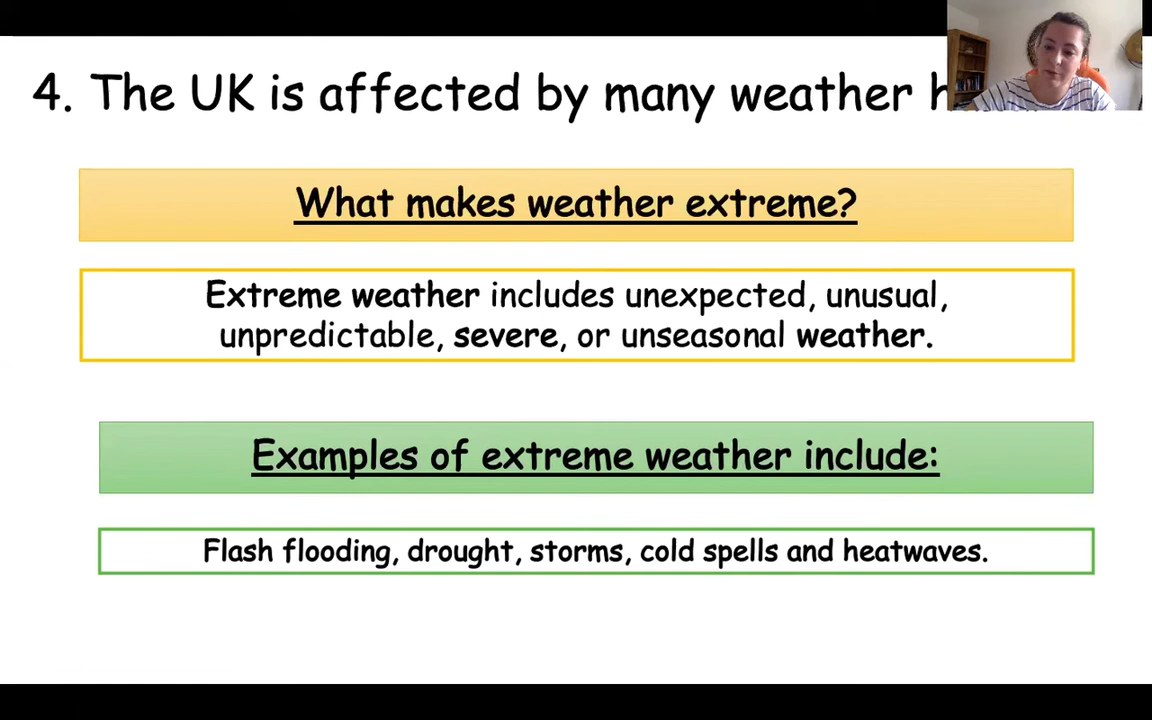 4. The UK is affected by many weather
What makes weather extreme?
Extreme weather includes unexpected, unusual,
unpredictable, severe, or unseasonal weather.
Examples of extreme weather include:
Flash flooding, drought, storms, cold spells and heatwaves.